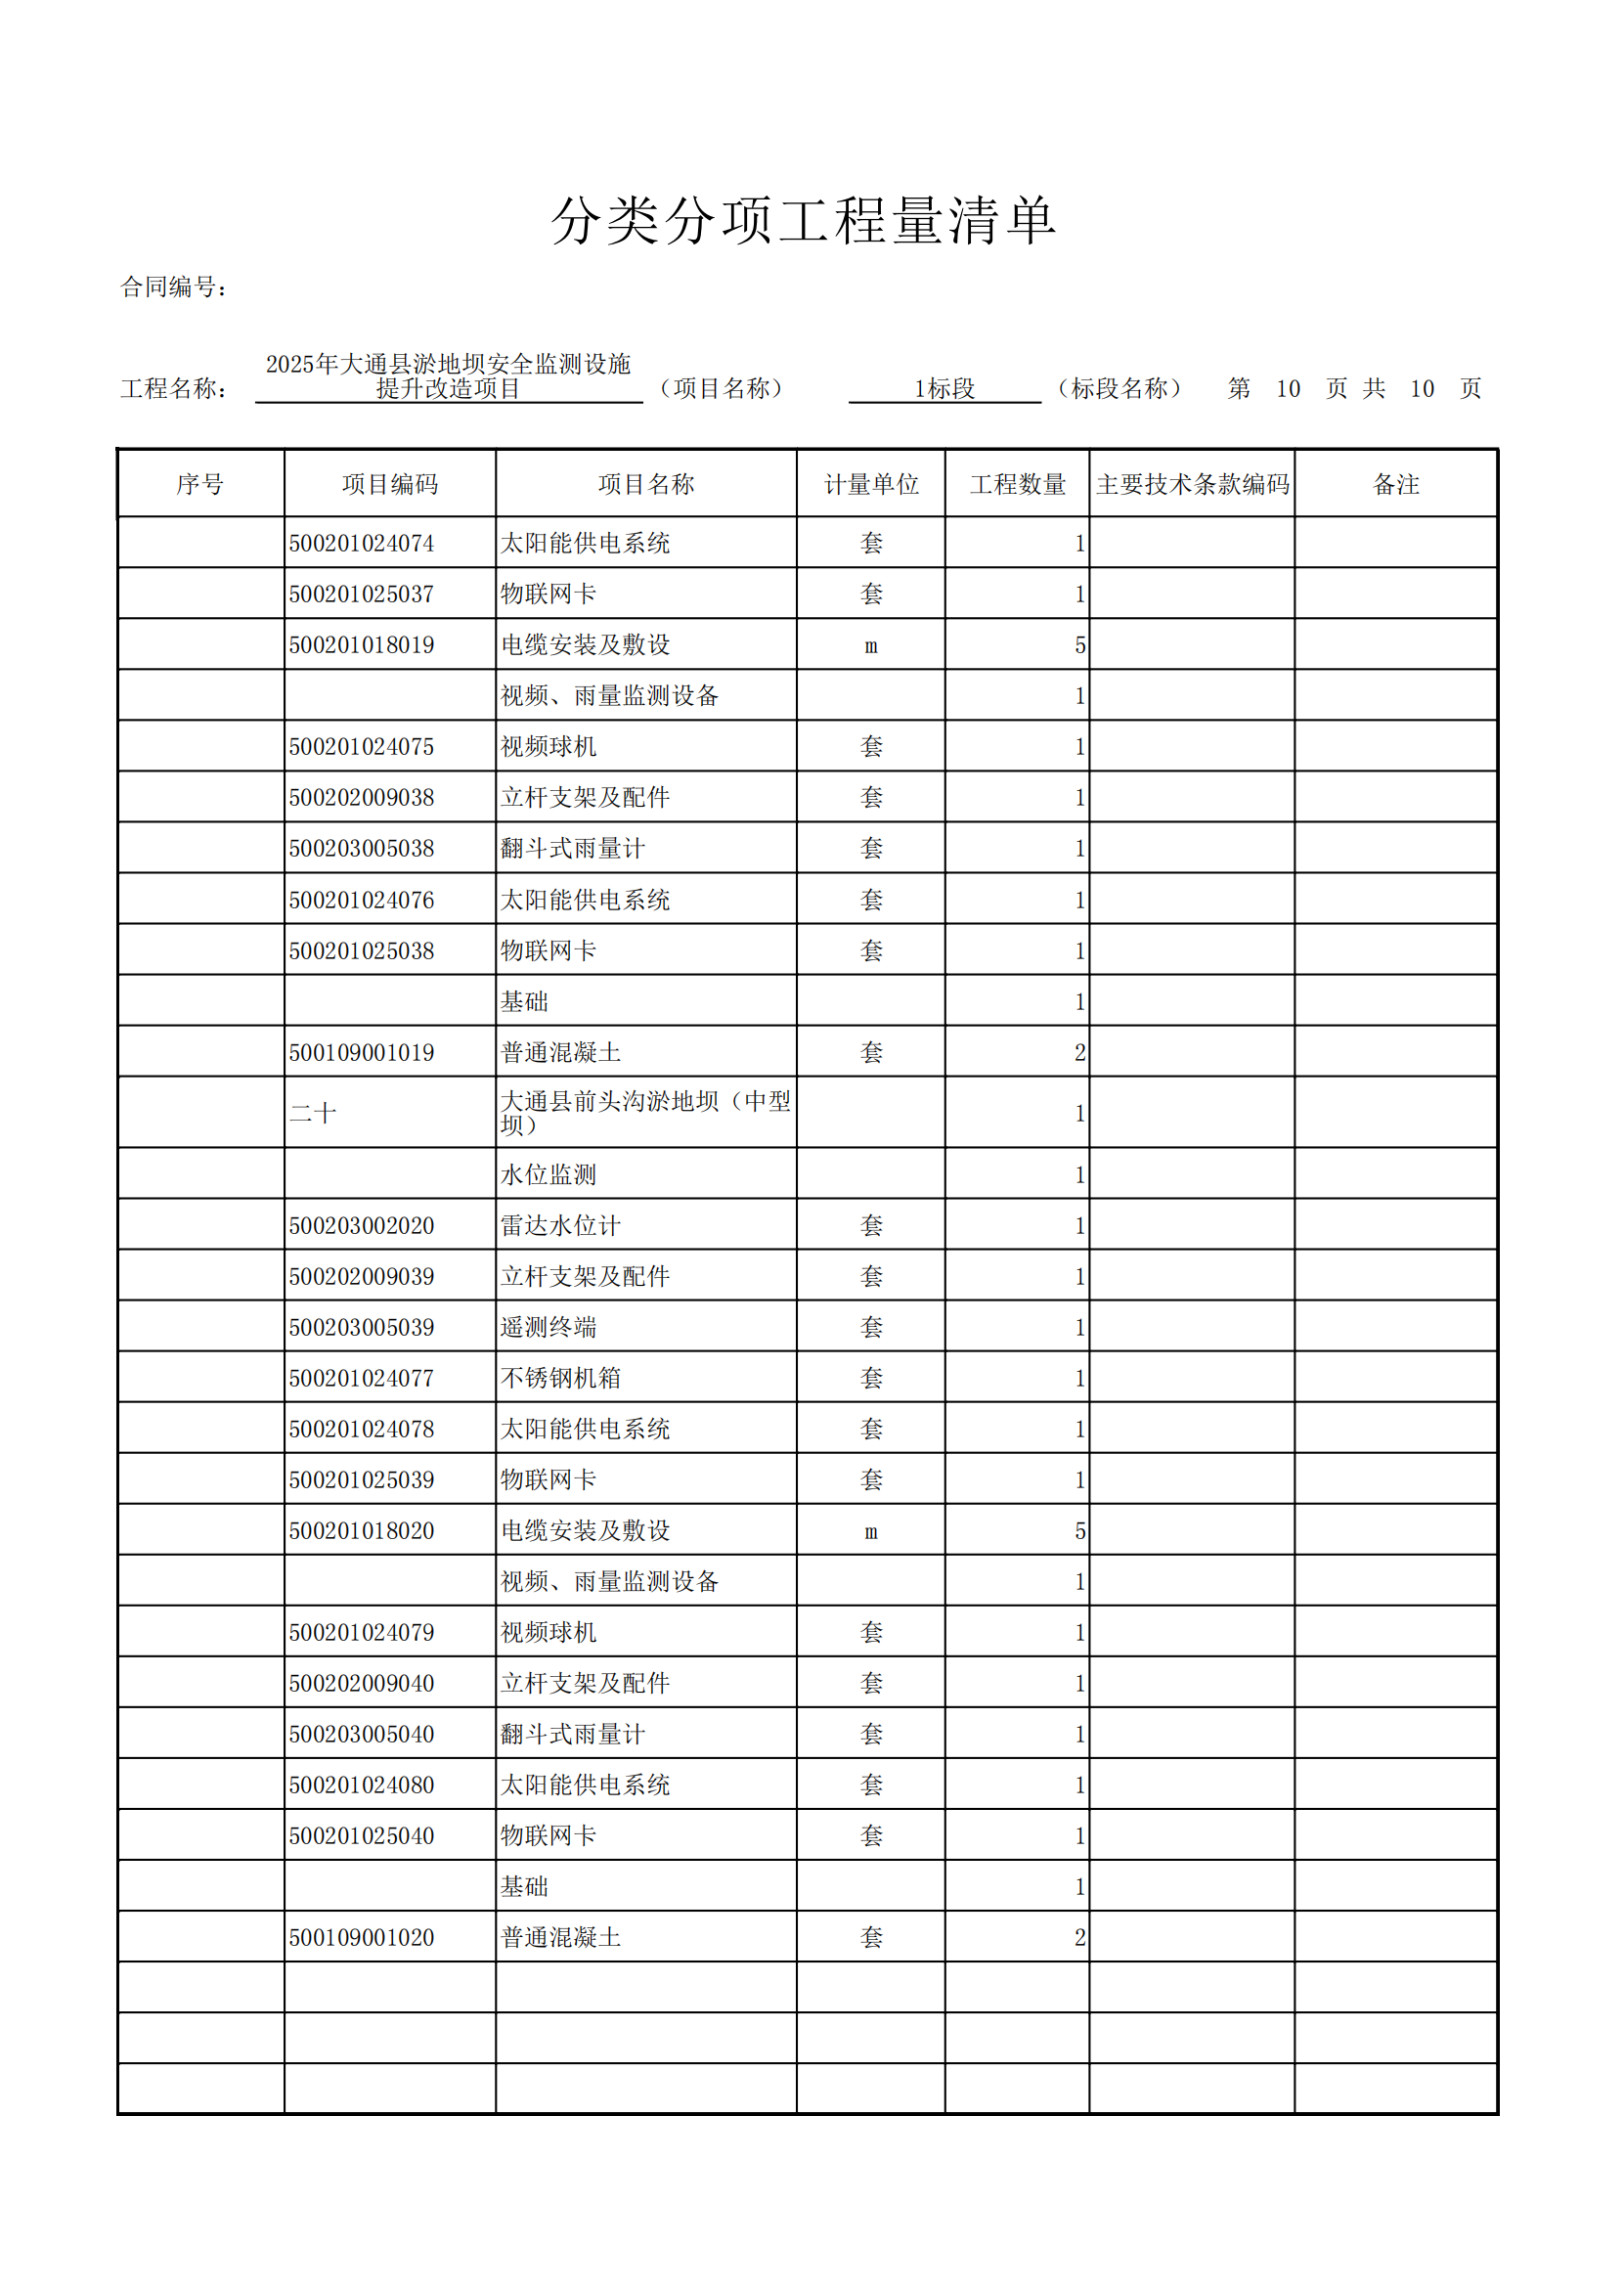 分类分项工程量清单
合同编号：
2025年大通县淤地坝安全监测设施
工程名称： 提升改造项目 （项目名称） 1标段 （标段名称） 第 10 页 共 10 页
序号 项目编码 项目名称 计量单位 工程数量 主要技术条款编码 备注
500201024074 太阳能供电系统 套 1
500201025037 物联网卡 套 1
500201018019 电缆安装及敷设 m 5
视频、雨量监测设备 1
500201024075 视频球机 套 1
500202009038 立杆支架及配件 套 1
500203005038 翻斗式雨量计 套 1
500201024076 太阳能供电系统 套 1
500201025038 物联网卡 套 1
基础 1
500109001019 普通混凝土 套 2
二十 大通县前头沟淤地坝（中型 1
坝）
水位监测 1
500203002020 雷达水位计 套 1
500202009039 立杆支架及配件 套 1
500203005039 遥测终端 套 1
500201024077 不锈钢机箱 套 1
500201024078 太阳能供电系统 套 1
500201025039 物联网卡 套 1
500201018020 电缆安装及敷设 m 5
视频、雨量监测设备 1
500201024079 视频球机 套 1
500202009040 立杆支架及配件 套 1
500203005040 翻斗式雨量计 套 1
500201024080 太阳能供电系统 套 1
500201025040 物联网卡 套 1
基础 1
500109001020 普通混凝土 套 2